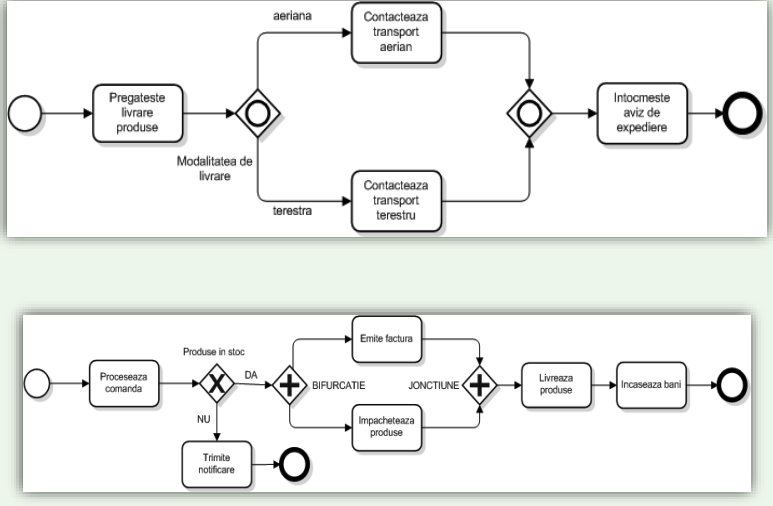 aeriana
Contacteaza
transport
aerian
Pregateste
livrare
produse
Modalitatea de
livrare
terestra
Contacteaza
transport
terestru
Intocmeste
aviz de
expediere
Proceseaza
comanda
Produse in stoc
X
DA
NU
Trimite
notificare
BIFURCATIE
Emite factura
Impacheteaza
produse
JONCTIUNE
Livreaza
produse
Incaseaza bani